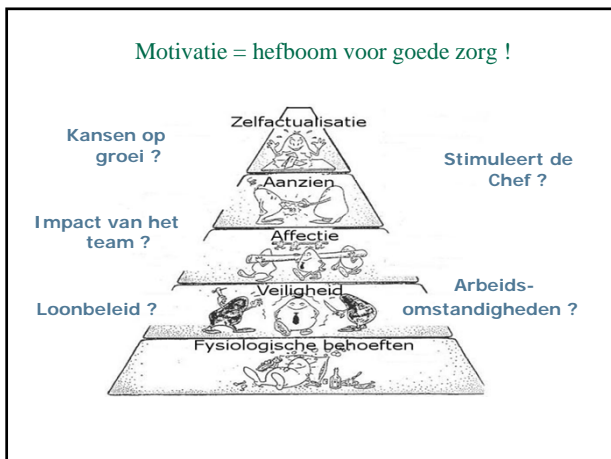 Motivatie = hefboom voor goede zorg !
Zelfactualisatie
Kansen op
groei ?
Stimuleert de
Chef ?
Aanzien
Impact van het
team ?
Affectie
Veiligheid
Arbeids-
omstandigheden ?
Loonbeleid ?
Fysiologische behoeften